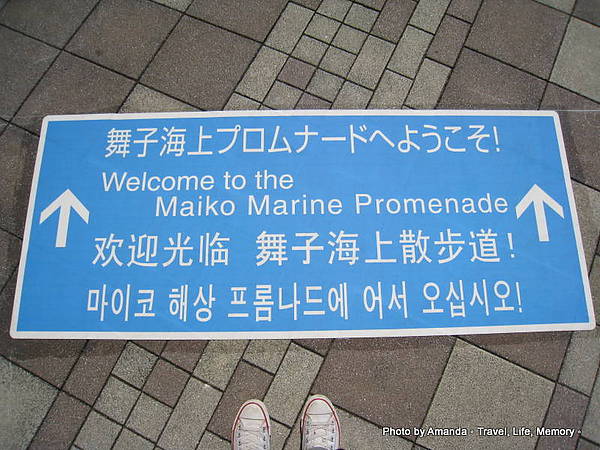 舞子海上プロムナードへようこそ!
Welcome to the
Maiko Marine Promenade
欢迎光临 舞子海上散步道!
마이코 해상 프롬나드에 어서 오십시오!
Photo by Amanda - Travel, Life, Memory -